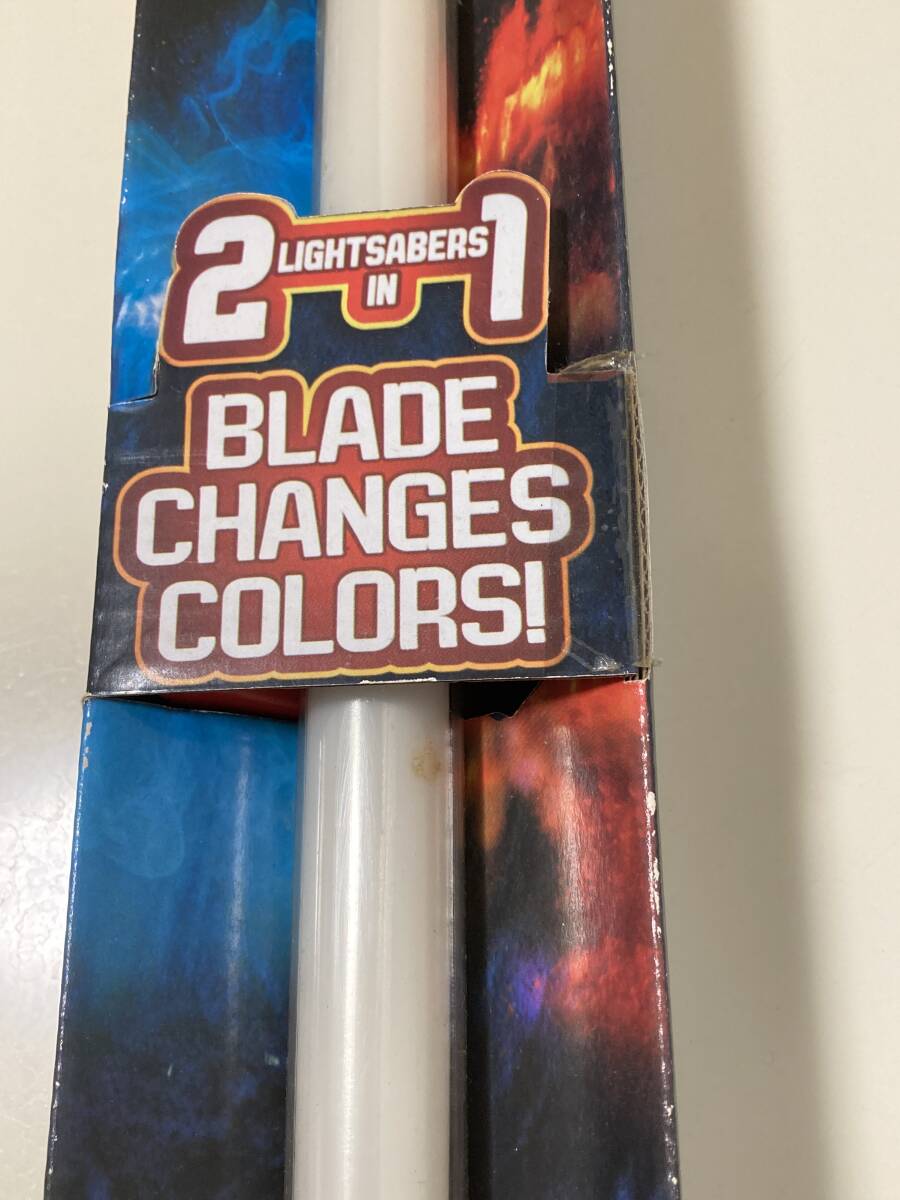 2 LIGHTSABERS 1
IN
BLADE
CHANGES
COLORS!